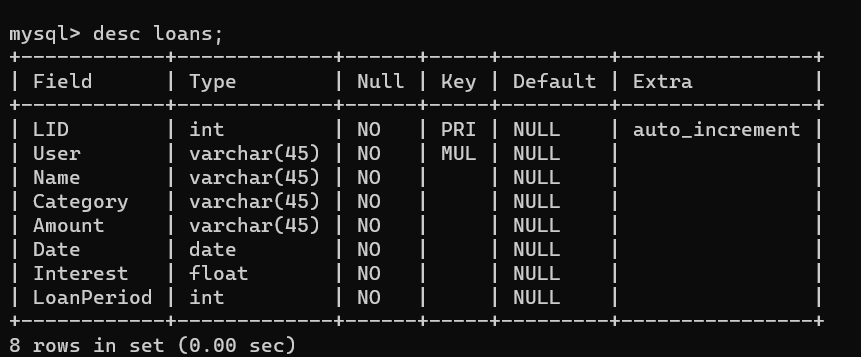 mysql> desc loans;
+------------+-------------+------+-----+---------+----------------+
| Field      | Type        | Null | Key | Default | Extra          |
+------------+-------------+------+-----+---------+----------------+
| LID        | int         | NO   | PRI | NULL    | auto_increment |
| User       | varchar(45) | NO   | MUL | NULL    |                |
| Name       | varchar(45) | NO   |     | NULL    |                |
| Category   | varchar(45) | NO   |     | NULL    |                |
| Amount     | varchar(45) | NO   |     | NULL    |                |
| Date       | date        | NO   |     | NULL    |                |
| Interest   | float       | NO   |     | NULL    |                |
| LoanPeriod | int         | NO   |     | NULL    |                |
+------------+-------------+------+-----+---------+----------------+
8 rows in set (0.00 sec)